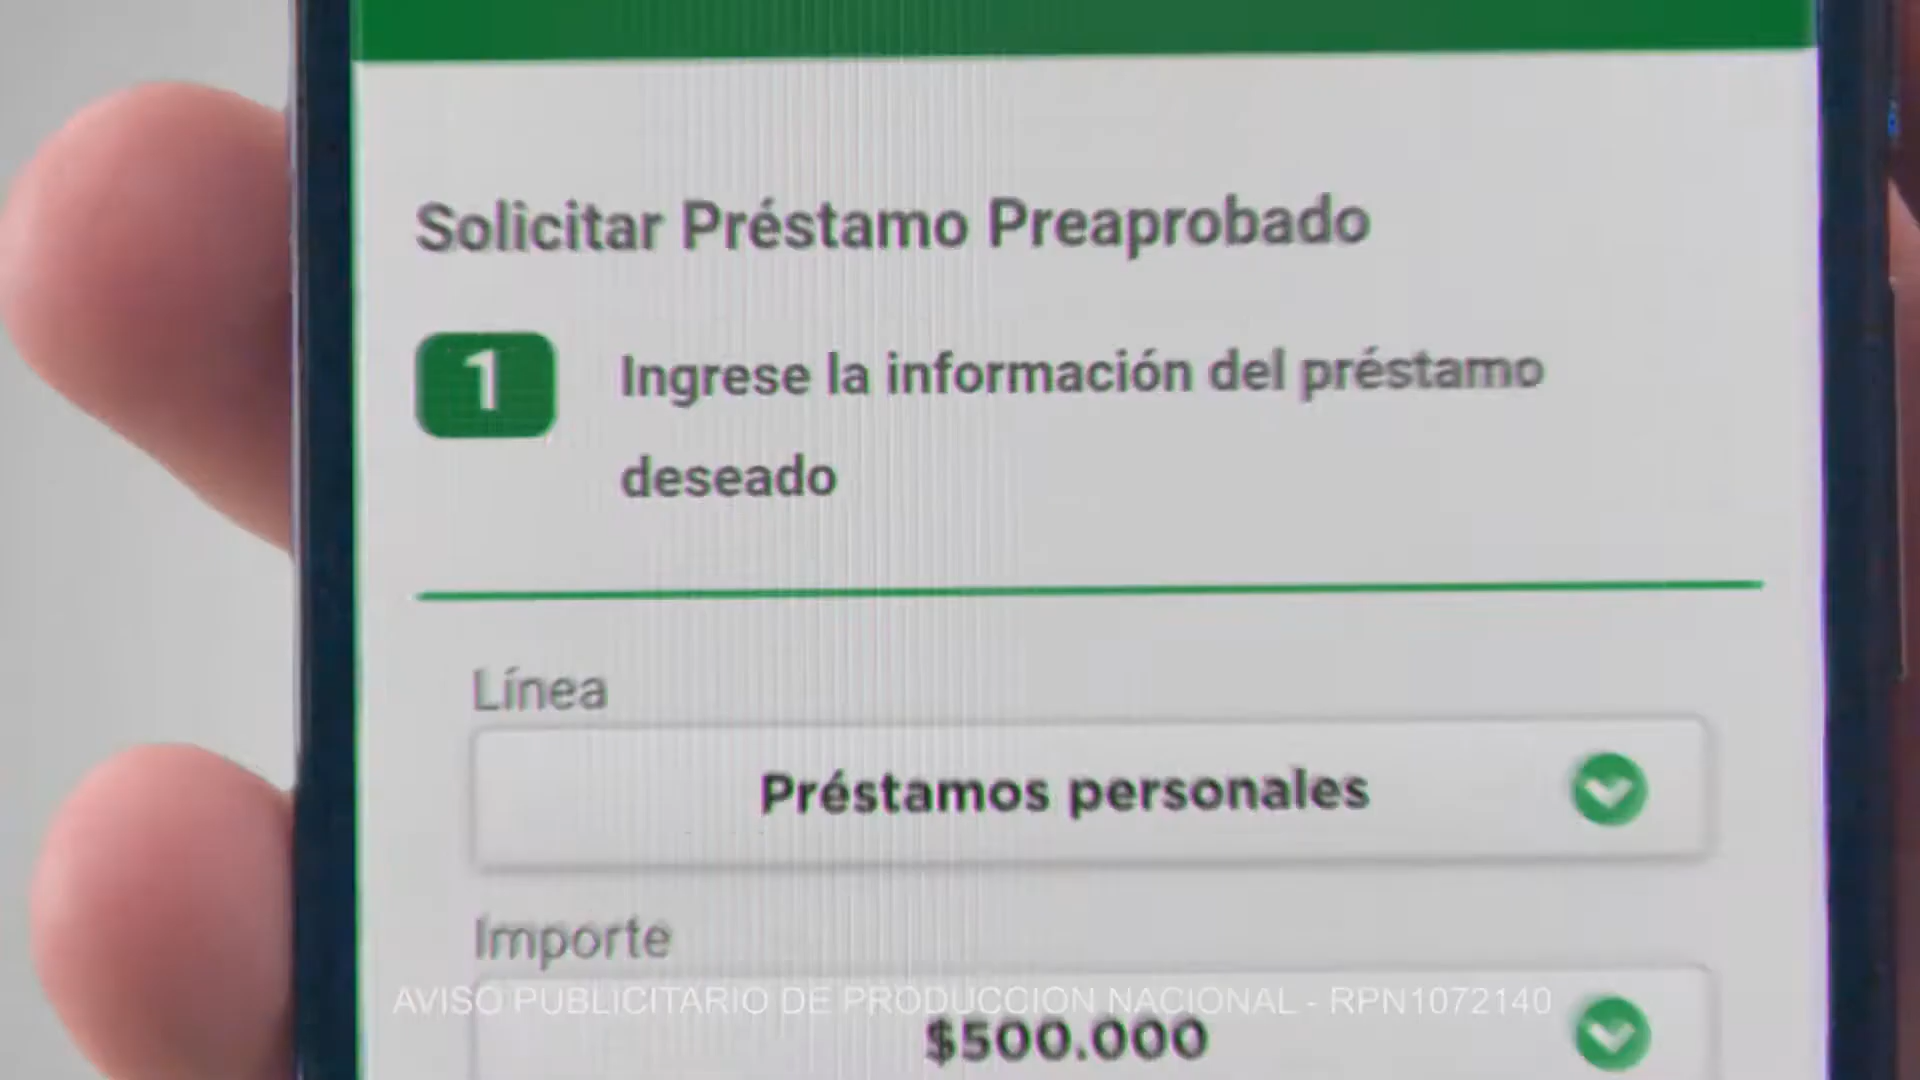 Solicitar Préstamo Preaprobado
1
Ingrese la información del préstamo
deseado
Línea
Préstamos personales
Importe
AVISO PUBLICITARIO DE PRODUCCION NACIONAL - RPN1072140
$500.000